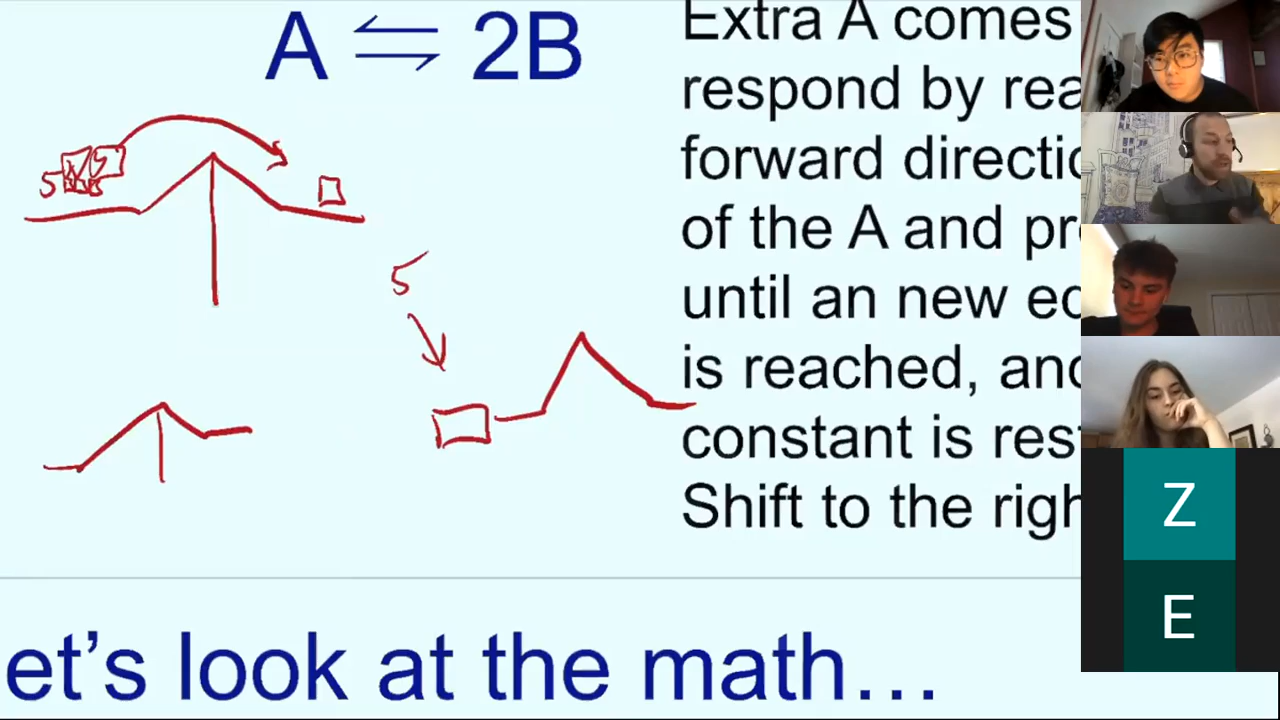 A ⇌ 2B
Extra A comes
respond by rea
forward directic
of the A and pr
until an new eq
is reached, and
constant is rest
Shift to the righ
5
5
et’s look at the math…
Z
E